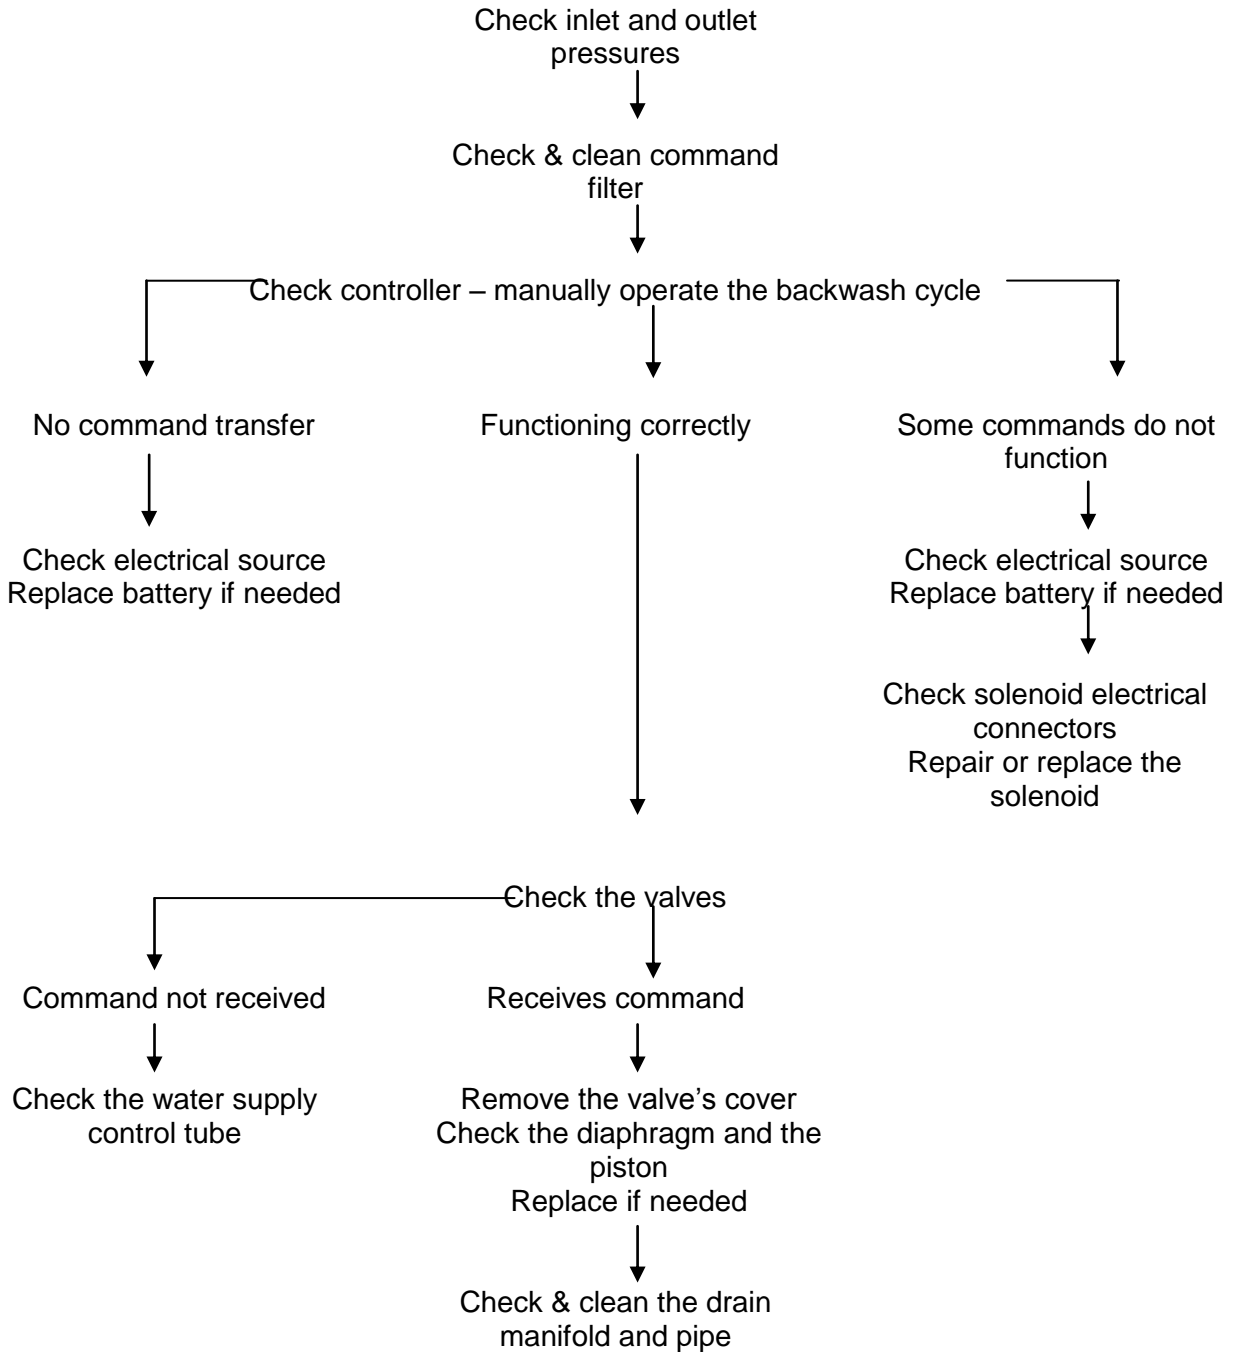 Check inlet and outlet
pressures
Check & clean command
filter
Check controller – manually operate the backwash cycle
No command transfer
Functioning correctly
Some commands do not
function
Check electrical source
Replace battery if needed
Check electrical source
Replace battery if needed
Check solenoid electrical
connectors
Repair or replace the
solenoid
Check the valves
Command not received
Receives command
Check the water supply
control tube
Remove the valve’s cover
Check the diaphragm and the
piston
Replace if needed
Check & clean the drain
manifold and pipe